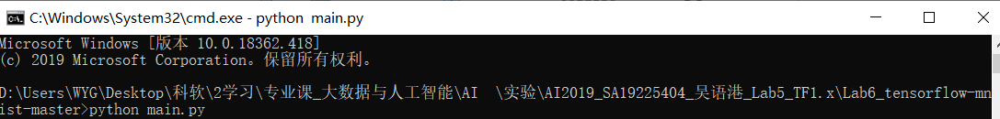 C:\Windows\System32\cmd.exe - python main.py
Microsoft Windows [版本 10.0.18362.418]
(c) 2019 Microsoft Corporation。保留所有权利。
D:\Users\WYG\Desktop\科软\2学习\专业课_大数据与人工智能\AI  \实验\AI2019_SA19225404_吴语港_Lab5_TF1.x\Lab6_tensorflow-mn
ist-master>python main.py